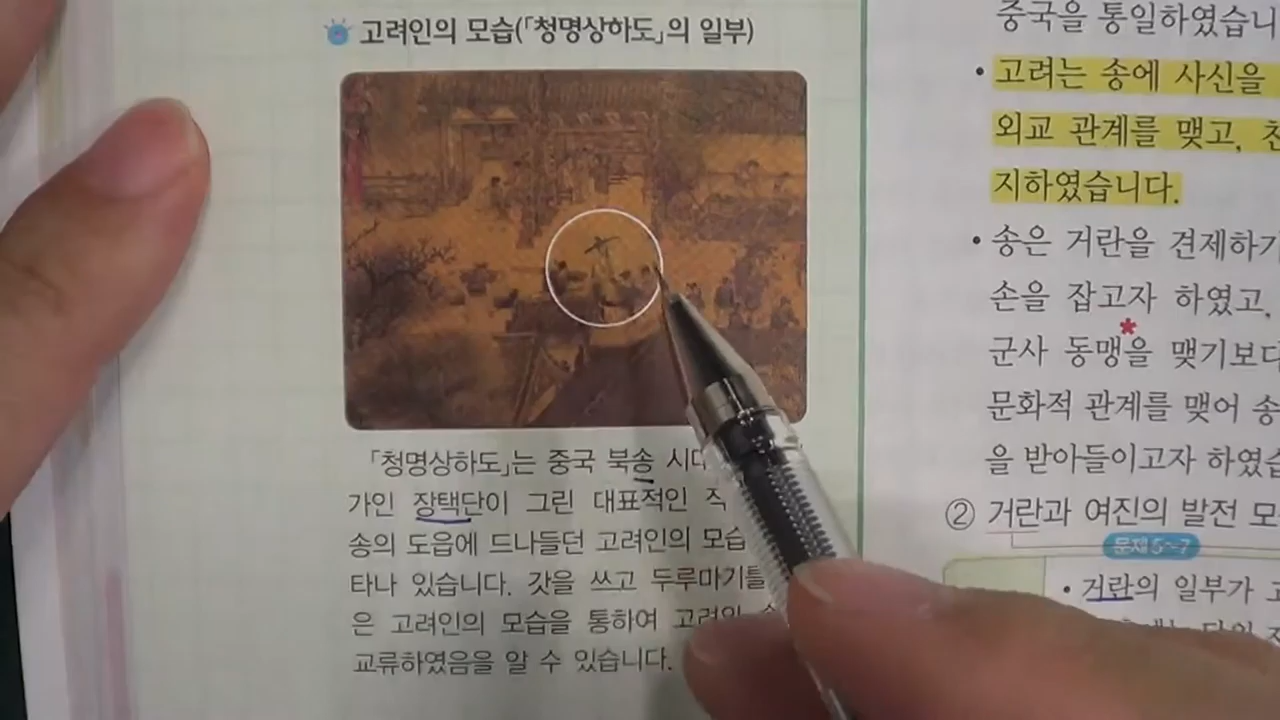 고려인의 모습(「청명상하도」의 일부)
「청명상하도」는 중국 북송 시대
가인 장택단이 그린 대표적인 작
송의 도읍에 드나들던 고려인의 모습
타나 있습니다. 갓을 쓰고 두루마기를
은 고려인의 모습을 통하여 고려와
교류하였음을 알 수 있습니다.
중국을 통일하였습니
• 고려는 송에 사신을
외교 관계를 맺고, 친
지하였습니다.
• 송은 거란을 견제하기
손을 잡고자 하였고,
군사 동맹*을 맺기보다
문화적 관계를 맺어 송
을 받아들이고자 하였습
② 거란과 여진의 발전 모
문제 5~7
• 거란의 일부가 고